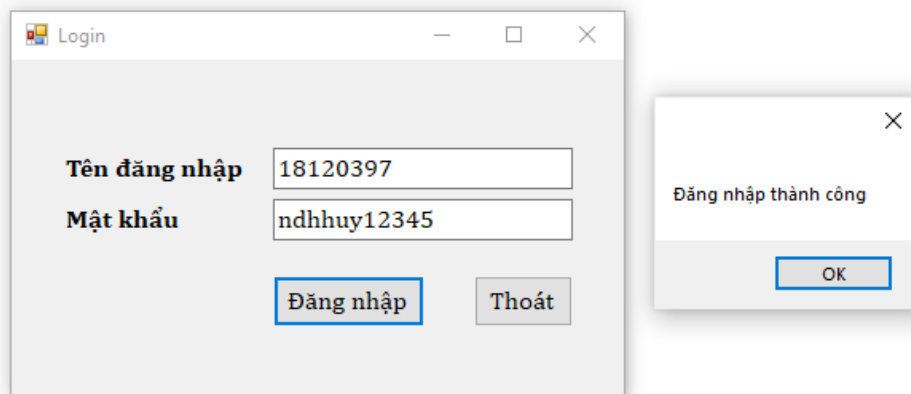 Login
Tên đăng nhập 18120397
Mật khẩu ndhhuy12345
Đăng nhập Thoát
Đăng nhập thành công
OK